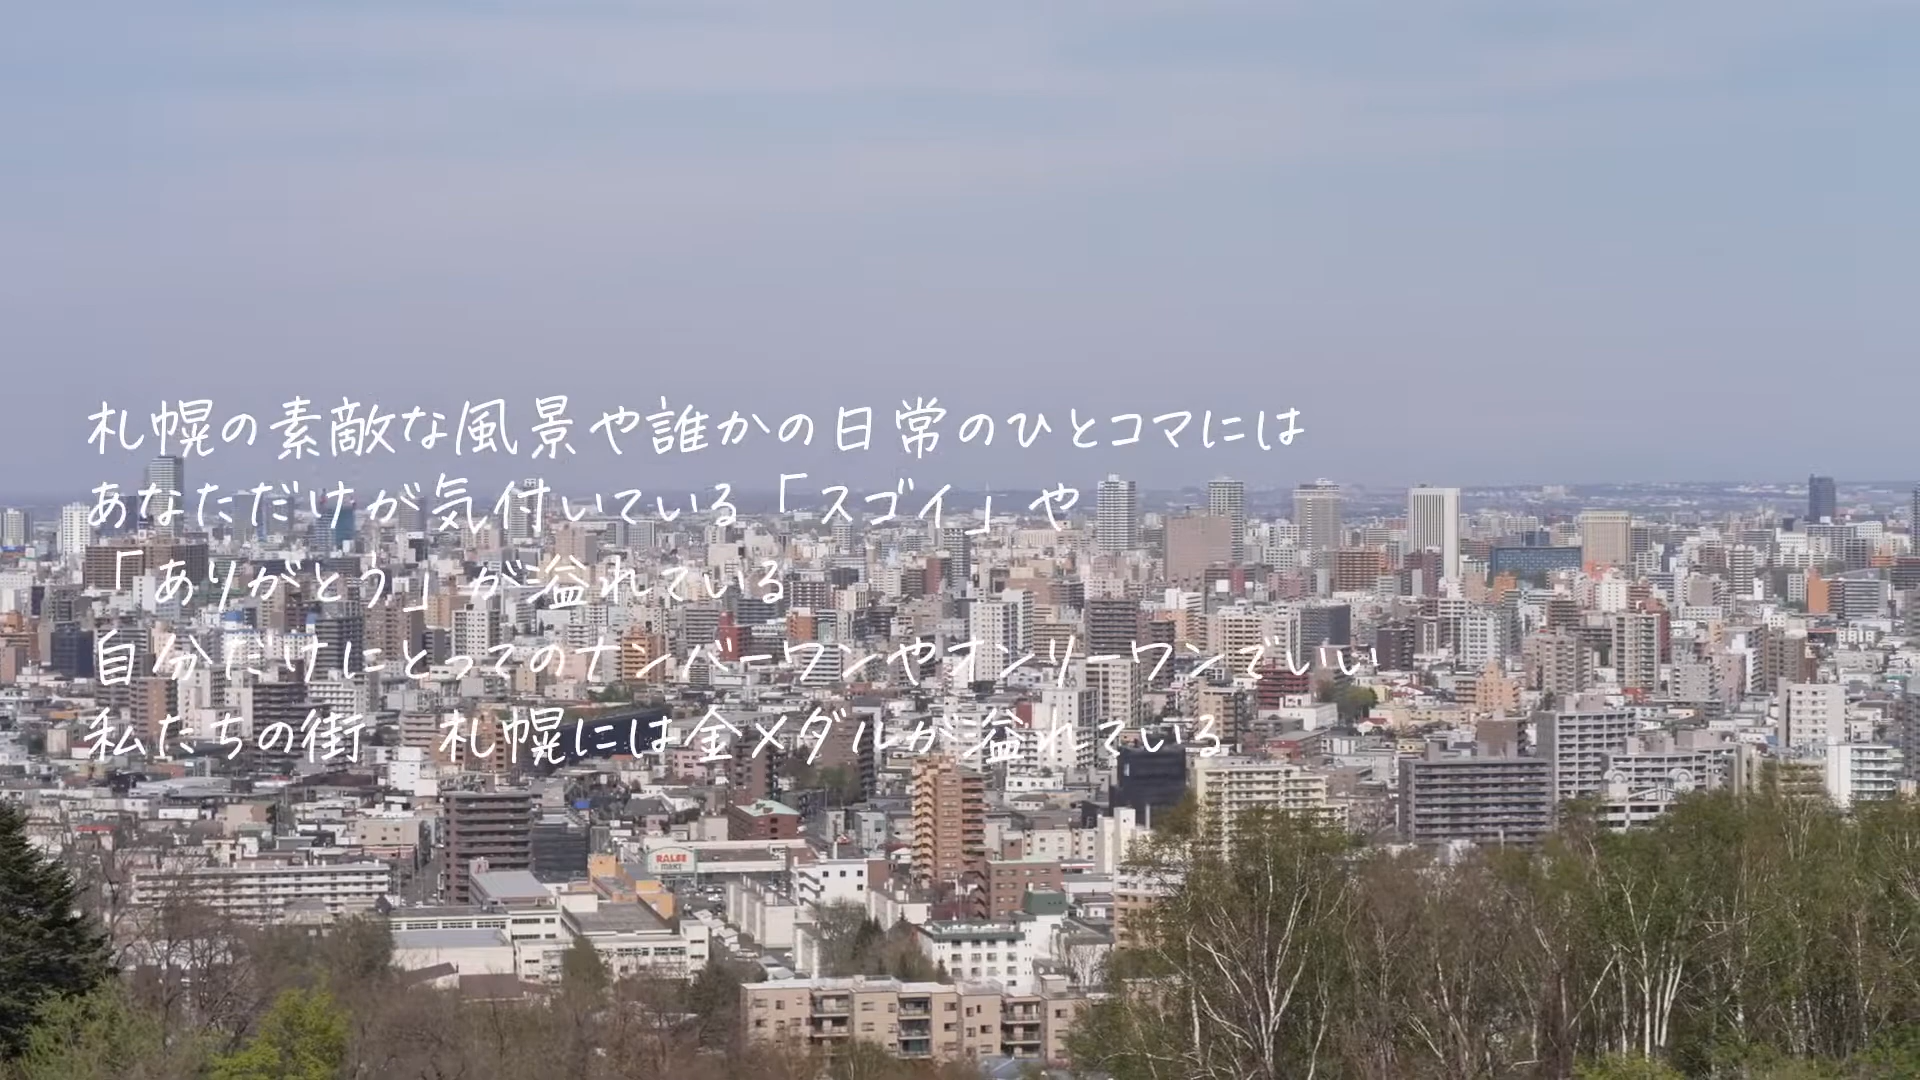 札幌の素敵な風景や誰かの日常のひとコマには
あなただけが気付いている「スゴイ」や
「ありがとう」が溢れている
自分だけにとってのナンバーワンやオンリーワンでいい
私たちの街　札幌には金メダルが溢れている
RALSE
MART